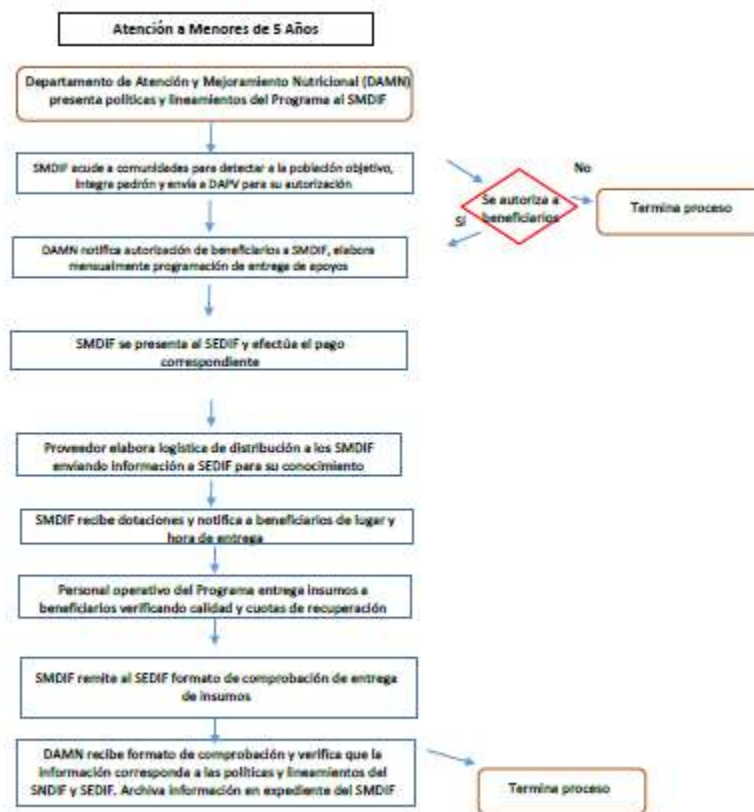 Atención a Menores de 5 Años
Departamento de Atención y Mejoramiento Nutricional (DAMN)
presenta políticas y lineamientos del Programa al SMDIF
SMDIF acude a comunidades para detectar a la población objetivo,
integra padrón y envía a DAPV para su autorización
No
Se autoriza a
beneficiarios
Sí
Termina proceso
DAMN notifica autorización de beneficiarios a SMDIF, elabora
mensualmente programación de entrega de apoyos
SMDIF se presenta al SEDIF y efectúa el pago
correspondiente
Proveedor elabora logística de distribución a los SMDIF
enviando información a SEDIF para su conocimiento
SMDIF recibe dotaciones y notifica a beneficiarios de lugar y
hora de entrega
Personal operativo del Programa entrega insumos a
beneficiarios verificando calidad y cuotas de recuperación
SMDIF remite al SEDIF formato de comprobación de entrega
de insumos
DAMN recibe formato de comprobación y verifica que la
información corresponda a las políticas y lineamientos del
SNDIF y SEDIF. Archiva información en expediente del SMDIF
Termina proceso